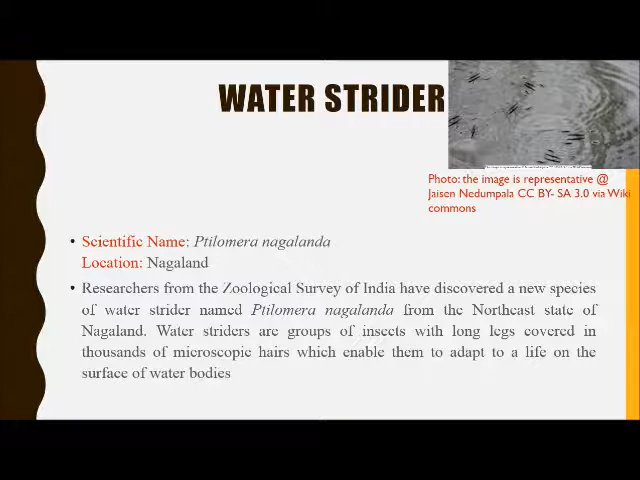 WATER STRIDER
Photo: the image is representative @
Jaisen Nedumpala CC BY- SA 3.0 via Wiki
commons
• Scientific Name: Ptilomera nagalanda
Location: Nagaland
• Researchers from the Zoological Survey of India have discovered a new species
of water strider named Ptilomera nagalanda from the Northeast state of
Nagaland. Water striders are groups of insects with long legs covered in
thousands of microscopic hairs which enable them to adapt to a life on the
surface of water bodies